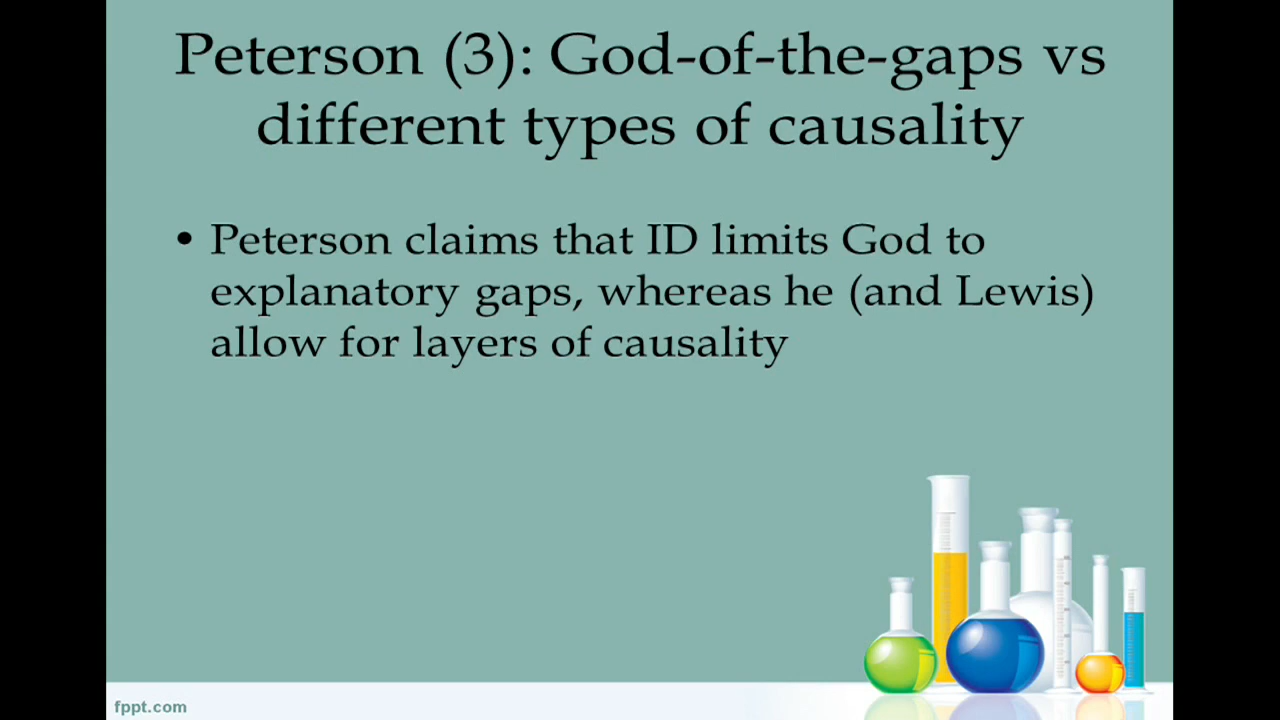 Peterson (3): God-of-the-gaps vs
different types of causality
• Peterson claims that ID limits God to
explanatory gaps, whereas he (and Lewis)
allow for layers of causality
fppt.com